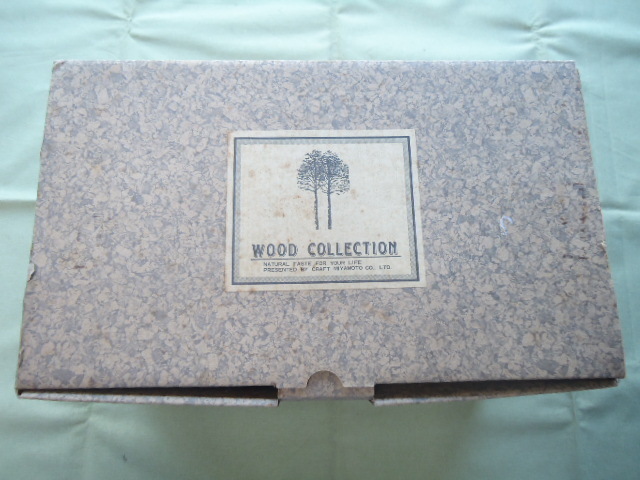 WOOD COLLECTION
NATURAL TASTE FOR YOUR LIFE
PRESENTED BY CRAFT MIYAMOTO CO., LTD.